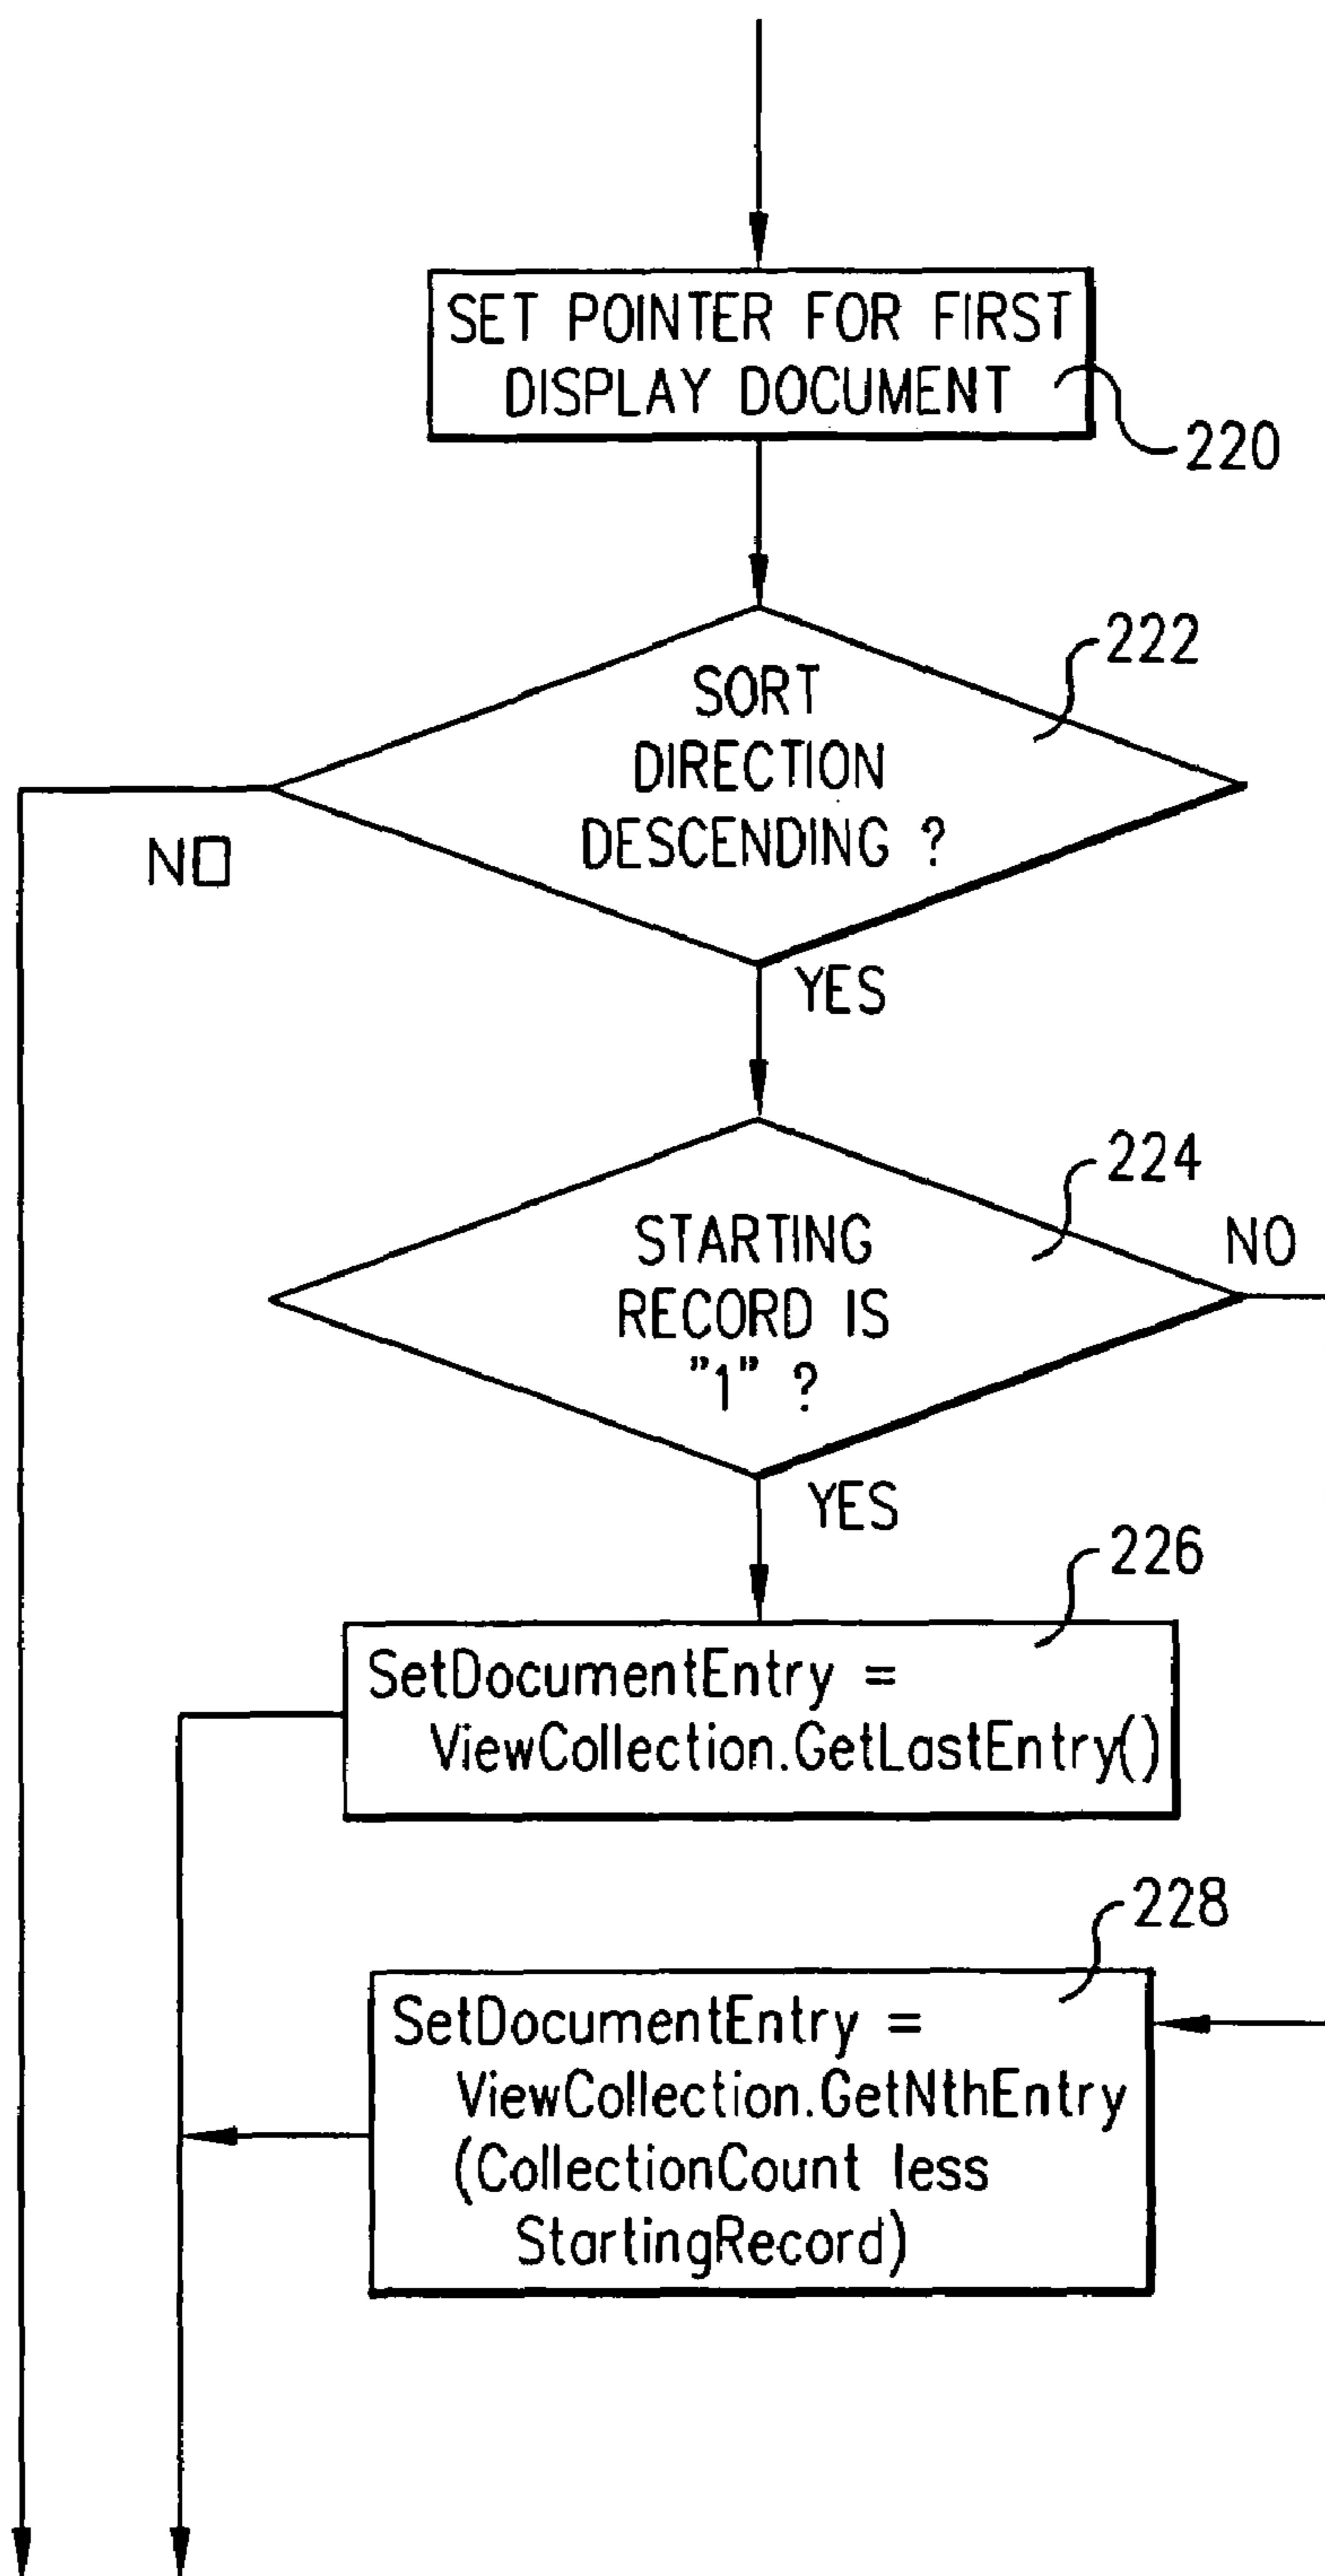 SET POINTER FOR FIRST
DISPLAY DOCUMENT
220
222
SORT
DIRECTION
DESCENDING ?
NO
YES
224
STARTING
RECORD IS
"1" ?
NO
YES
226
SetDocumentEntry =
ViewCollection.GetLastEntry()
228
SetDocumentEntry =
ViewCollection.GetNthEntry
(CollectionCount less
StartingRecord)